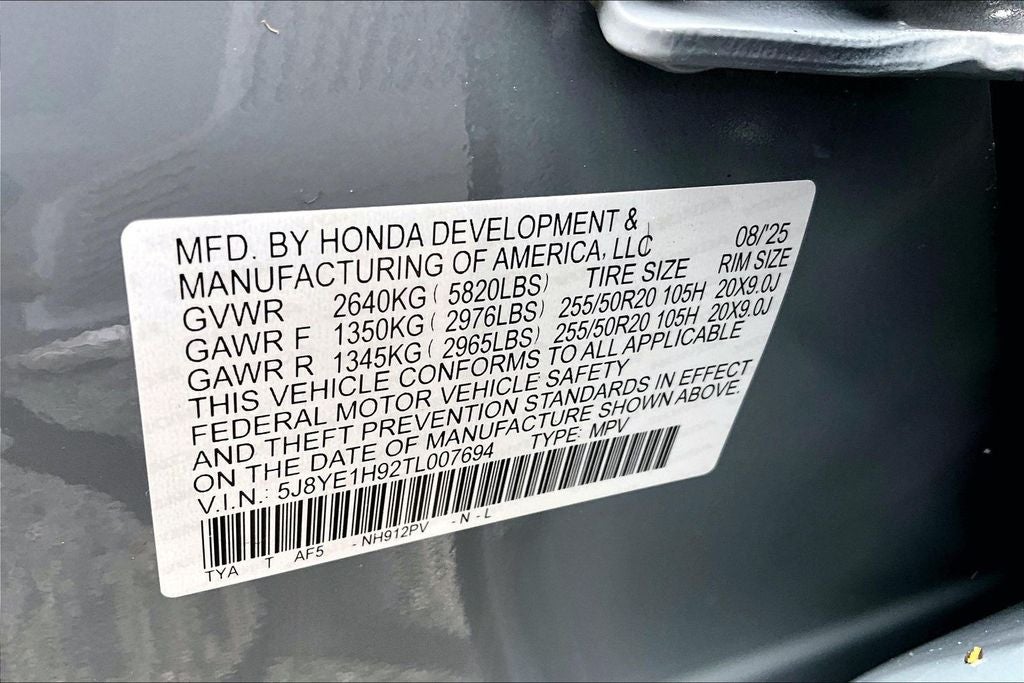 MFD. BY HONDA DEVELOPMENT &
MANUFACTURING OF AMERICA, LLC 08/'25
GVWR 2640KG ( 5820LBS) TIRE SIZE RIM SIZE
GAWR F 1350KG ( 2976LBS) 255/50R20 105H 20X9.0J
GAWR R 1345KG ( 2965LBS) 255/50R20 105H 20X9.0J
THIS VEHICLE CONFORMS TO ALL APPLICABLE
FEDERAL MOTOR VEHICLE SAFETY
AND THEFT PREVENTION STANDARDS IN EFFECT
ON THE DATE OF MANUFACTURE SHOWN ABOVE.
V.I.N.: 5J8YE1H92TL007694 TYPE: MPV
TYA T AF5 - NH912PV - N - L